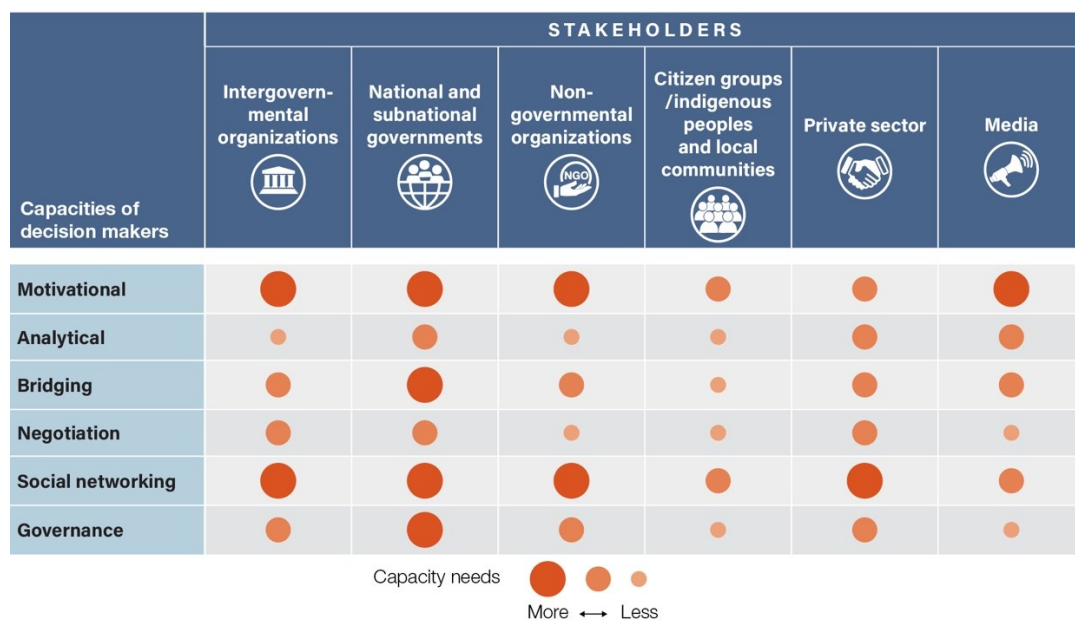 STAKEHOLDERS
Capacities of
decision makers
Intergovern-
mental
organizations
National and
subnational
governments
Non-
governmental
organizations
NGO
Citizen groups
/indigenous
peoples
and local
communities
Private sector
Media
Motivational
Analytical
Bridging
Negotiation
Social networking
Governance
Capacity needs
More ⟷ Less